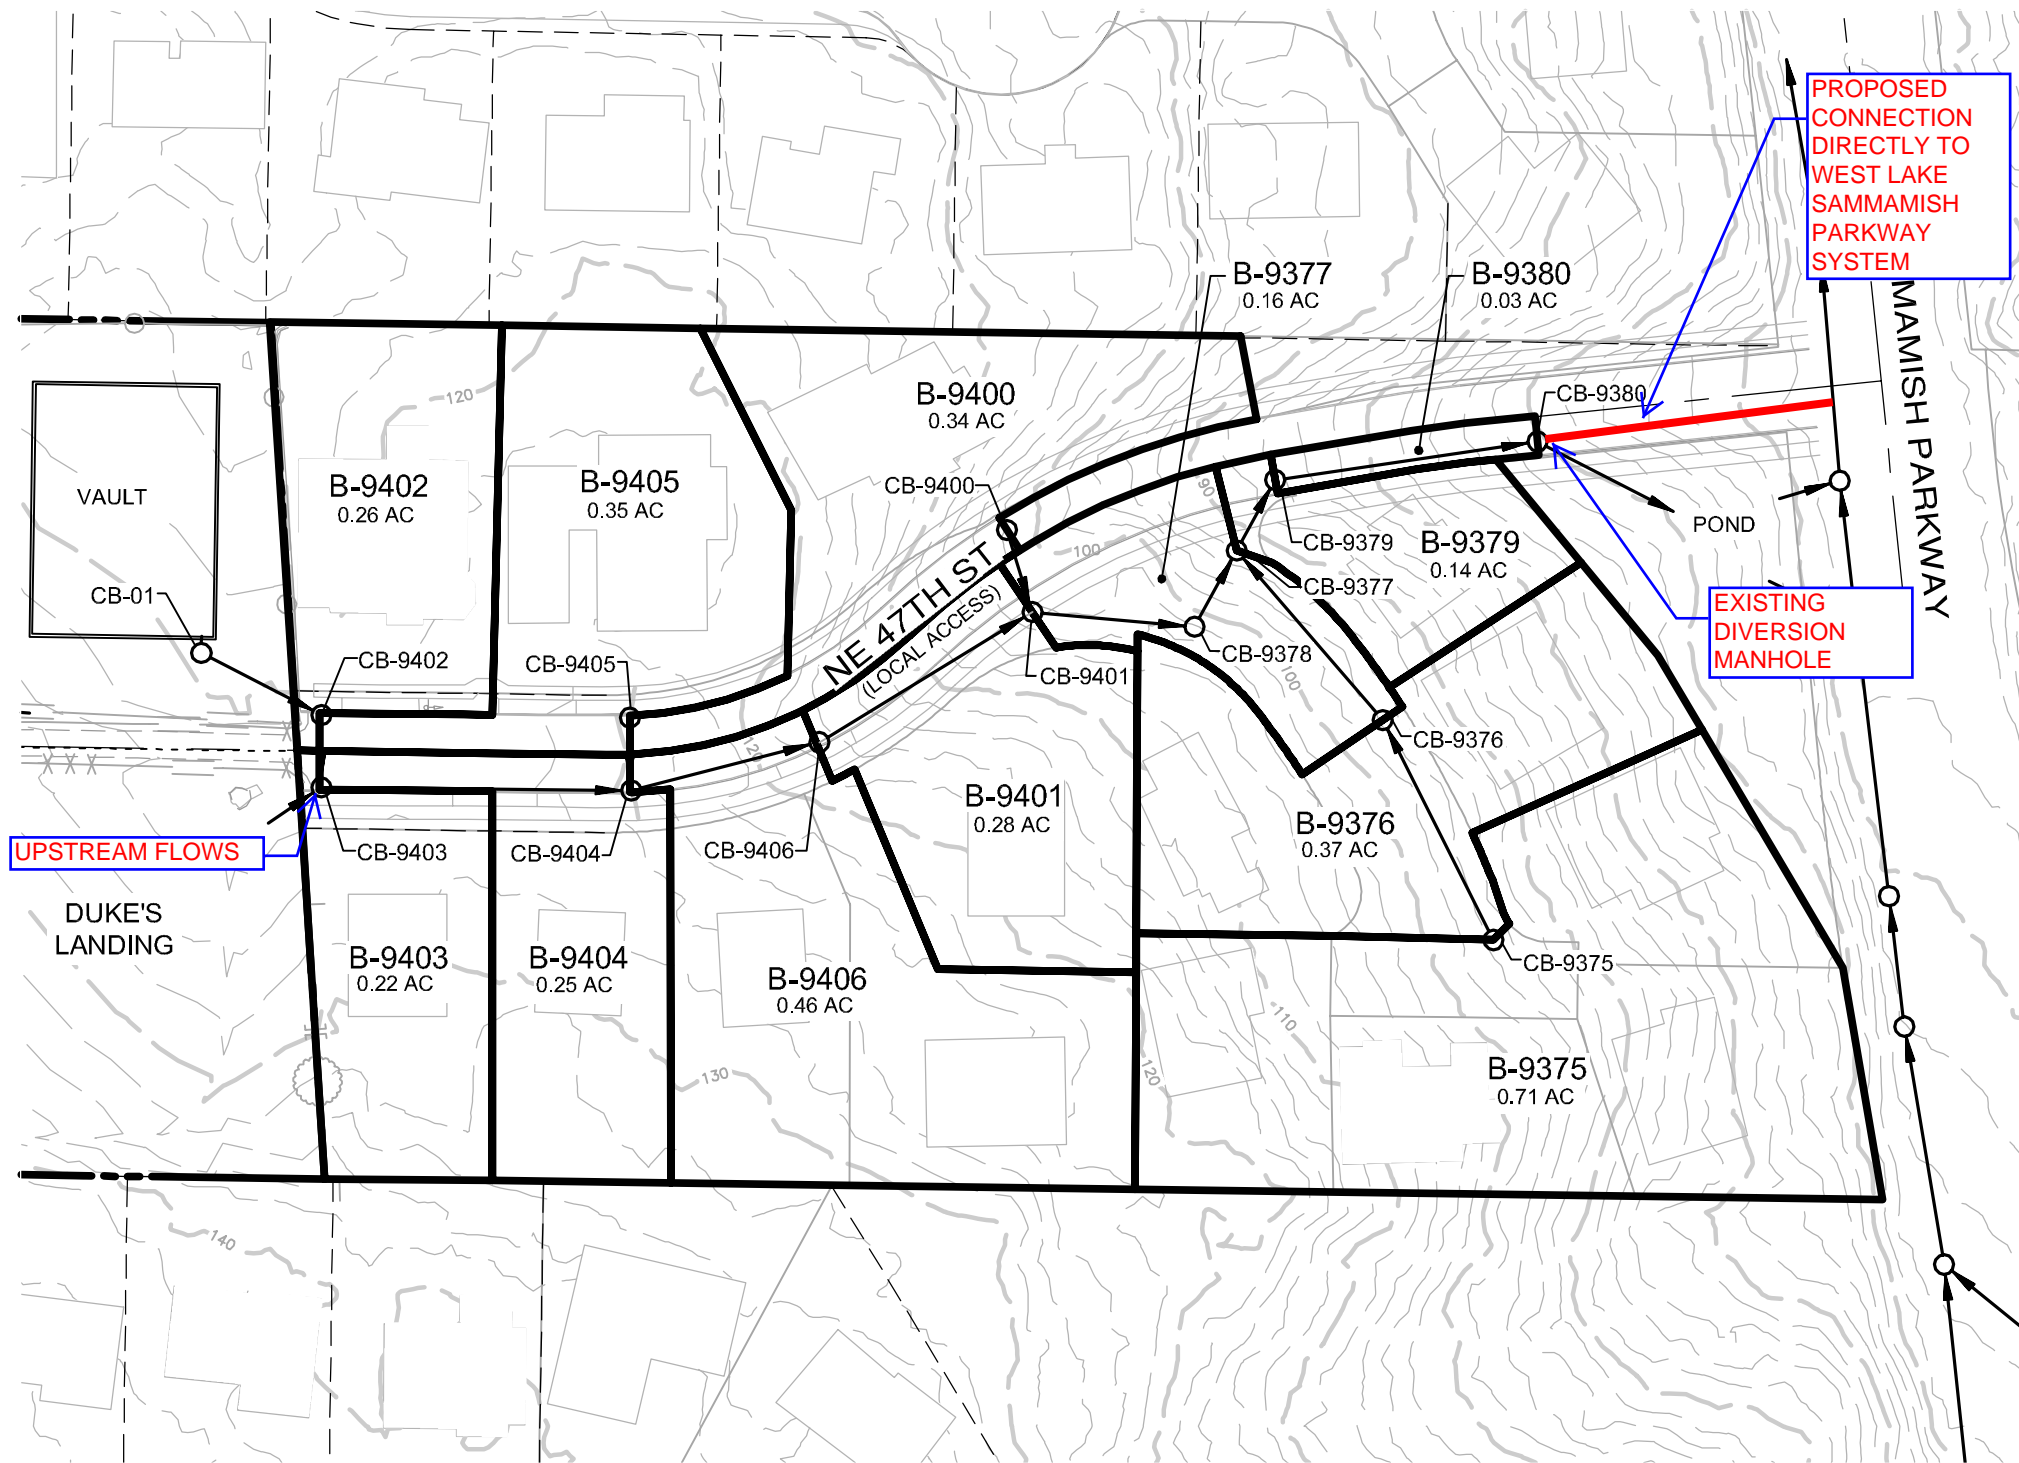 PROPOSED
CONNECTION
DIRECTLY TO
WEST LAKE
SAMMAMISH
PARKWAY
SYSTEM
MAMISH PARKWAY
B-9377
0.16 AC
B-9380
0.03 AC
B-9400
0.34 AC
CB-9380
120
VAULT
B-9402
0.26 AC
B-9405
0.35 AC
CB-9400
90
100
CB-9379
B-9379
0.14 AC
POND
CB-01
NE 47TH ST
(LOCAL ACCESS)
CB-9377
EXISTING
DIVERSION
MANHOLE
CB-9402
CB-9405
CB-9378
CB-9401
100
CB-9376
120
UPSTREAM FLOWS
CB-9403
CB-9404
CB-9406
B-9401
0.28 AC
B-9376
0.37 AC
DUKE'S
LANDING
B-9403
0.22 AC
B-9404
0.25 AC
B-9406
0.46 AC
CB-9375
110
120
130
B-9375
0.71 AC
140